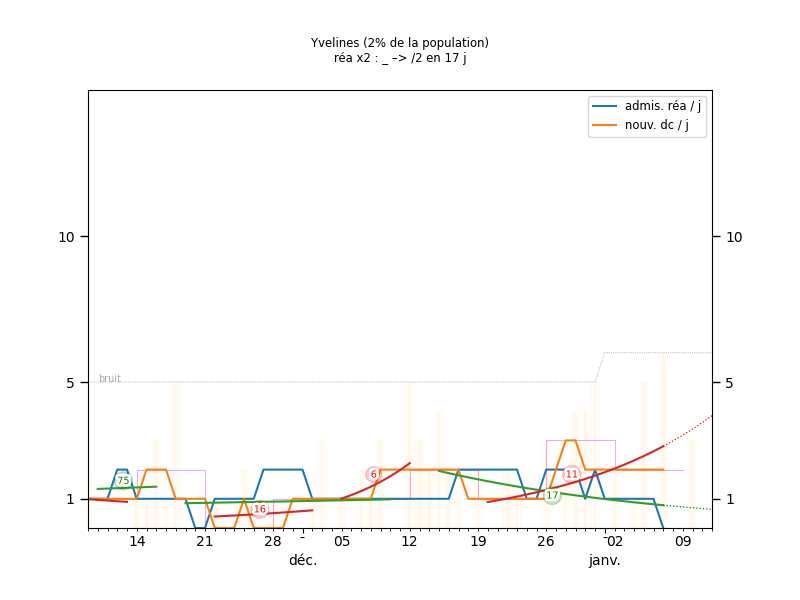 Yvelines (2% de la population)
réa x2 : _ –> /2 en 17 j
admis. réa / j
nouv. dc / j
10 10
bruit
5 5
75 6 11 17 16
1 1
14 21 28 - 05 12 19 26 - 02 09
déc. janv.